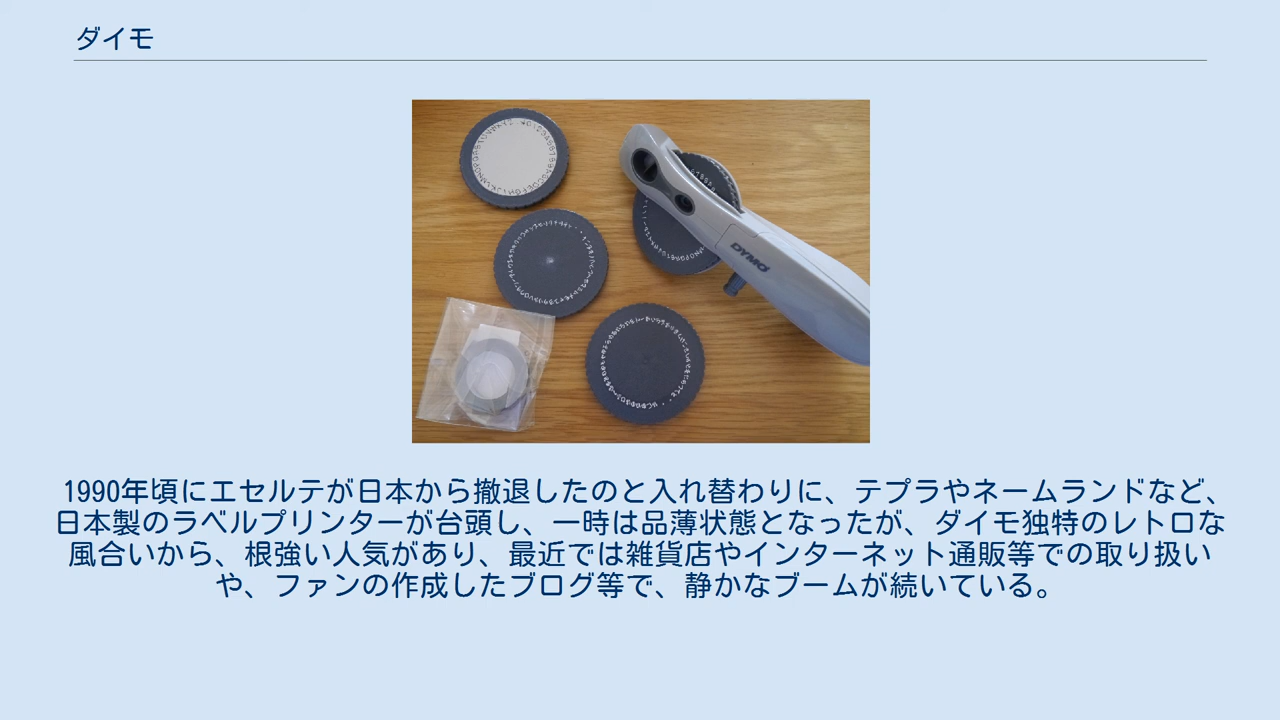 ダイモ
DYMO
1990年頃にエセルテが日本から撤退したのと入れ替わりに、テプラやネームランドなど、
日本製のラベルプリンターが台頭し、一時は品薄状態となったが、ダイモ独特のレトロな
風合いから、根強い人気があり、最近では雑貨店やインターネット通販等での取り扱い
や、ファンの作成したブログ等で、静かなブームが続いている。